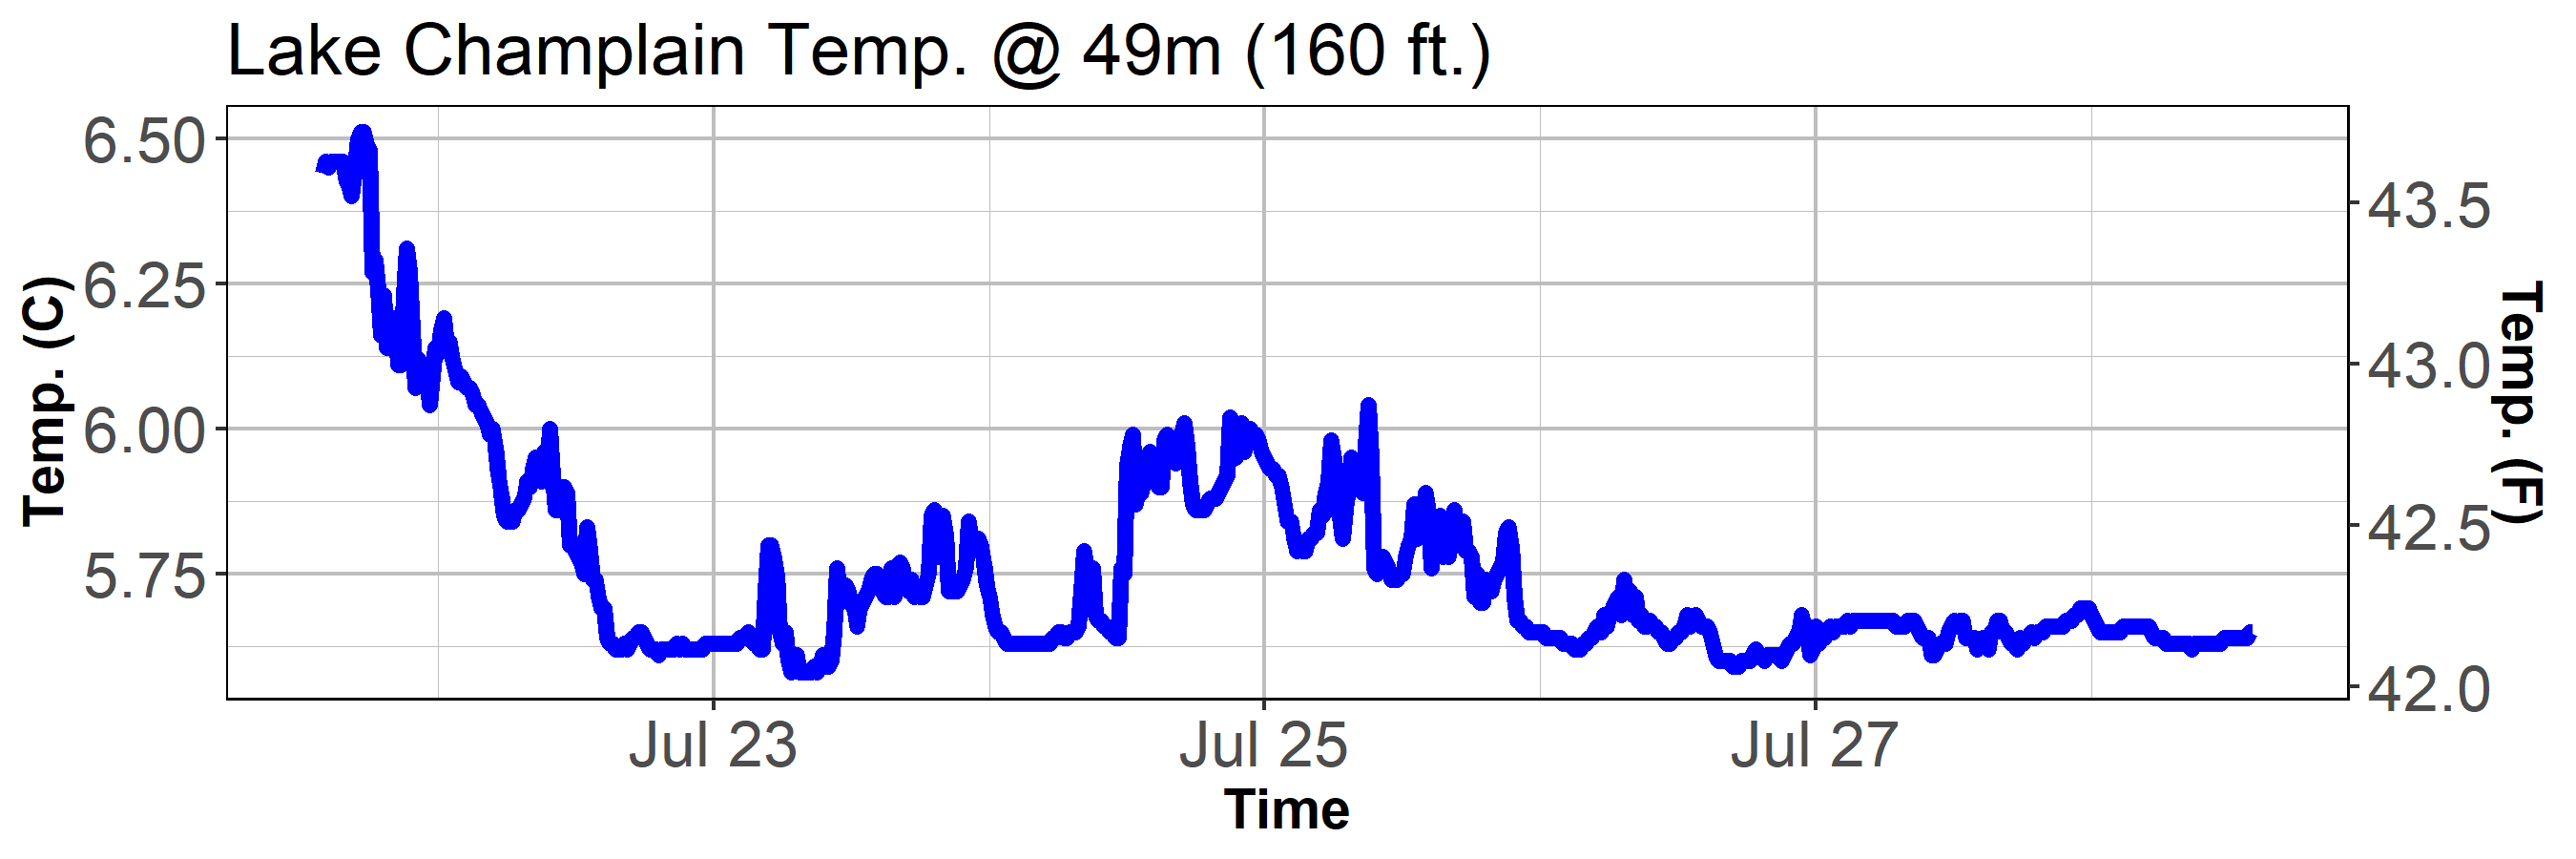 Lake Champlain Temp. @ 49m (160 ft.)
6.50
6.25
6.00
5.75
Temp. (C)
43.5
43.0
42.5
42.0
Temp. (F)
Jul 23
Jul 25
Jul 27
Time